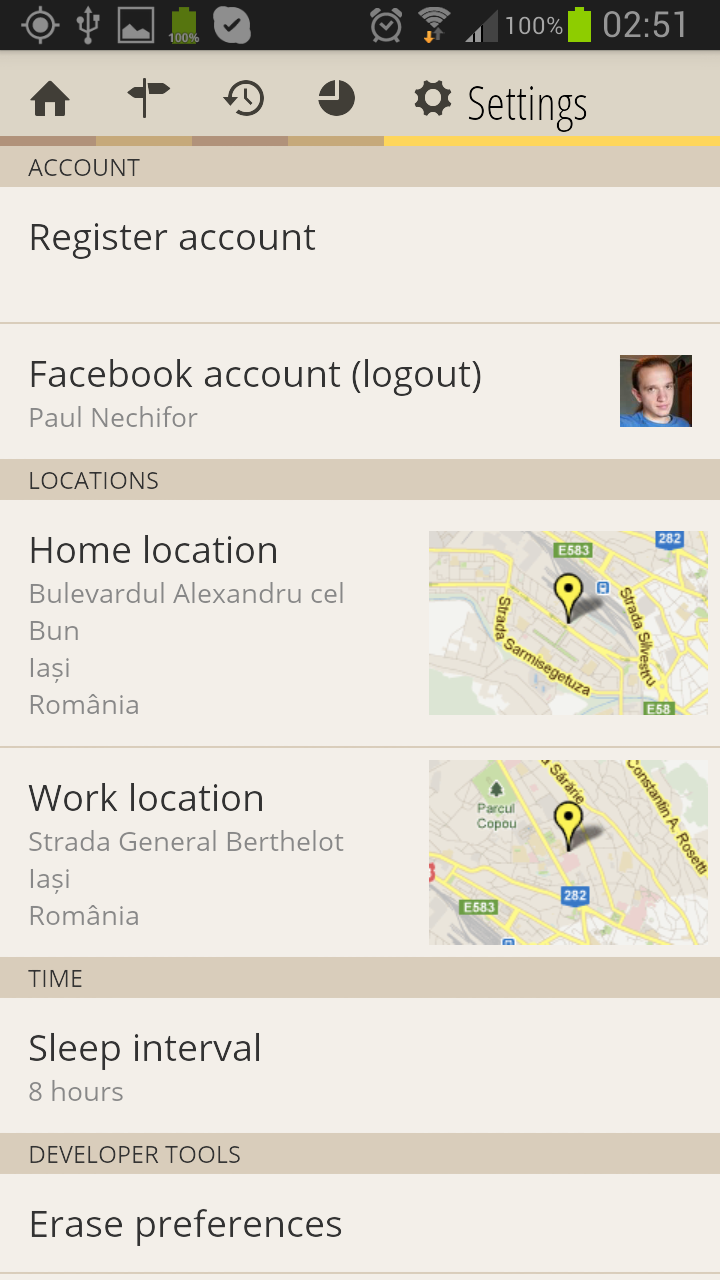 100%
100%
02:51
Settings
ACCOUNT
Register account
Facebook account (logout)
Paul Nechifor
LOCATIONS
Home location
Bulevardul Alexandru cel
Bun
Iași
România
282
E583
Strada Silvestru
Strada Sarmisegetuza
E58
Work location
Strada General Berthelot
Iași
România
Sărărie
Constantin A. Rosetti
Parcul
Copou
282
E583
TIME
Sleep interval
8 hours
DEVELOPER TOOLS
Erase preferences